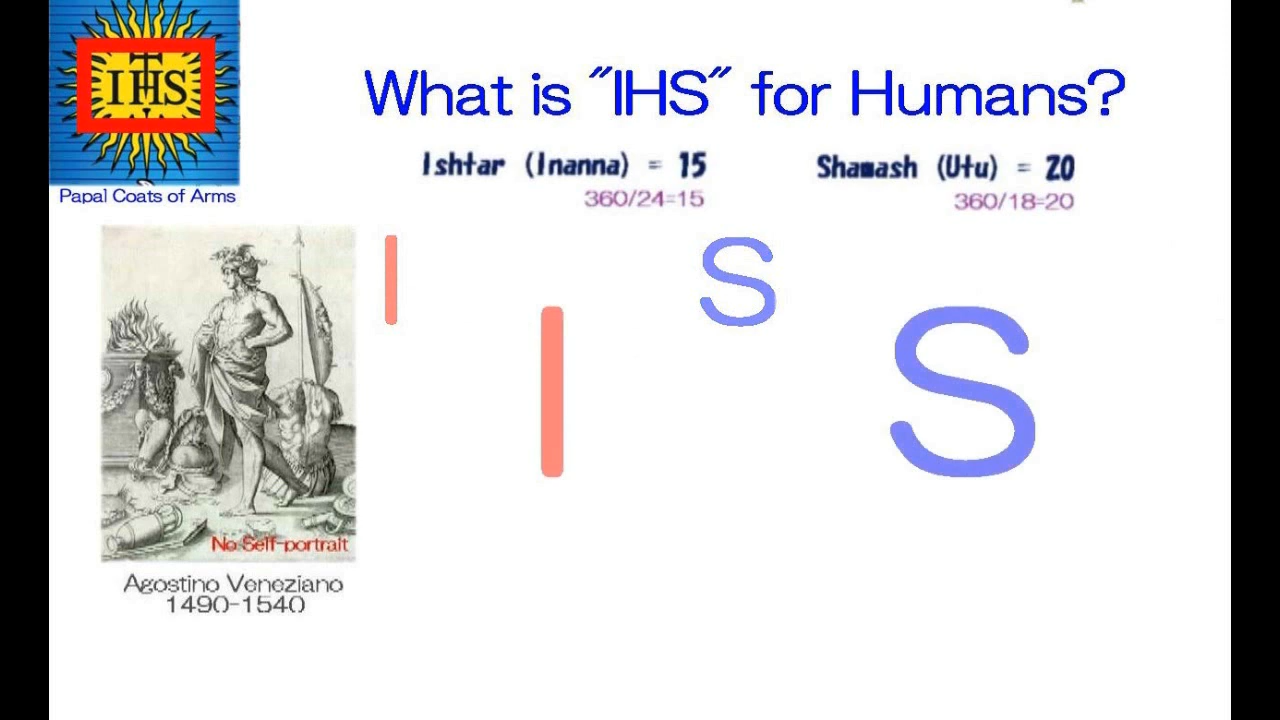 IHS
Papal Coats of Arms
What is "IHS" for Humans?
Ishtar (Inanna) = 15
360/24=15
Shamash (Utu) = 20
360/18=20
I
S
I
S
No Self-portrait
Agostino Veneziano
1490-1540